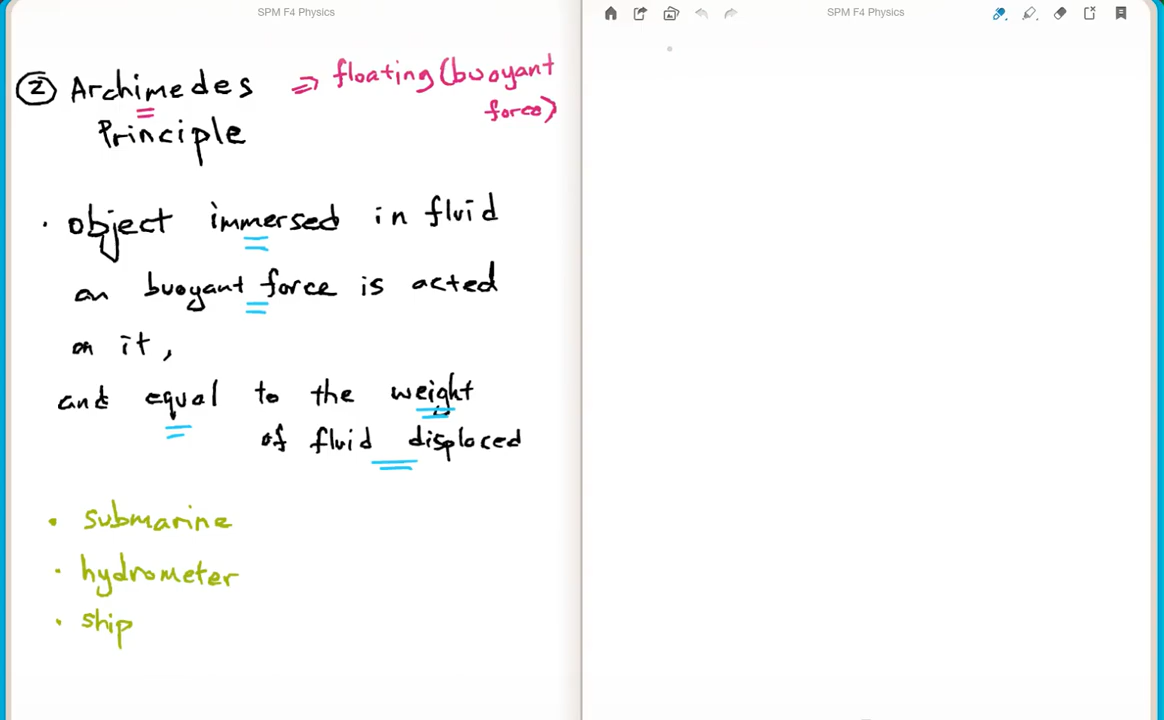 SPM F4 Physics
② Archimedes ⇒ floating (buoyant
force)
Principle
· object immersed in fluid
an buoyant force is acted
on it,
and equal to the weight
of fluid displaced
· submarine
· hydrometer
· ship
SPM F4 Physics